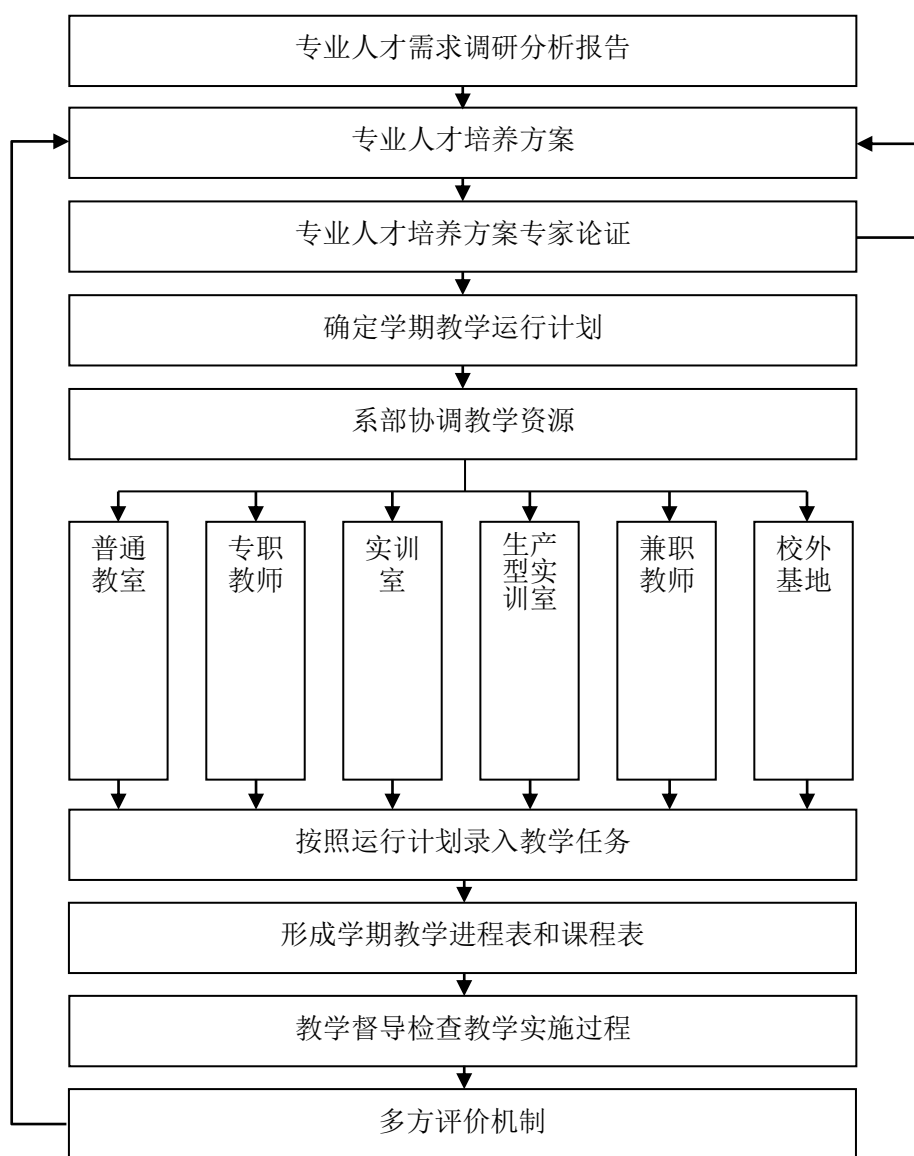 专业人才需求调研分析报告
专业人才培养方案
专业人才培养方案专家论证
确定学期教学运行计划
系部协调教学资源
普通
教室
专职
教师
实训
室
生产
型实
训室
兼职
教师
校外
基地
按照运行计划录入教学任务
形成学期教学进程表和课程表
教学督导检查教学实施过程
多方评价机制